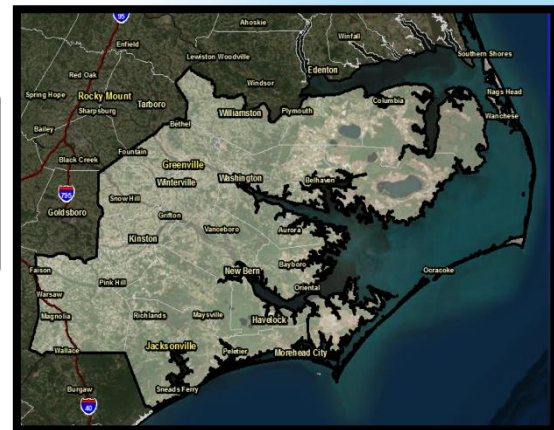 95
Ahoskie
Winfall
Enfield
Lewiston Woodville
Edenton
Southern Shores
Red Oak
Windsor
Spring Hope
Rocky Mount
Tarboro
Columbia
Nags Head
Sharpsburg
Williamston
Plymouth
Wanchese
Bailey
Bethel
Black Creek
Fountain
Greenville
795
Winterville
Washington
Belhaven
Goldsboro
Snow Hill
Grifton
Vanceboro
Aurora
Kinston
Faison
New Bern
Bayboro
Ocracoke
Warsaw
Pink Hill
Oriental
Magnolia
Richlands
Maysville
Havelock
Wallace
Jacksonville
Peletier
Morehead City
Burgaw
Sneads Ferry
40